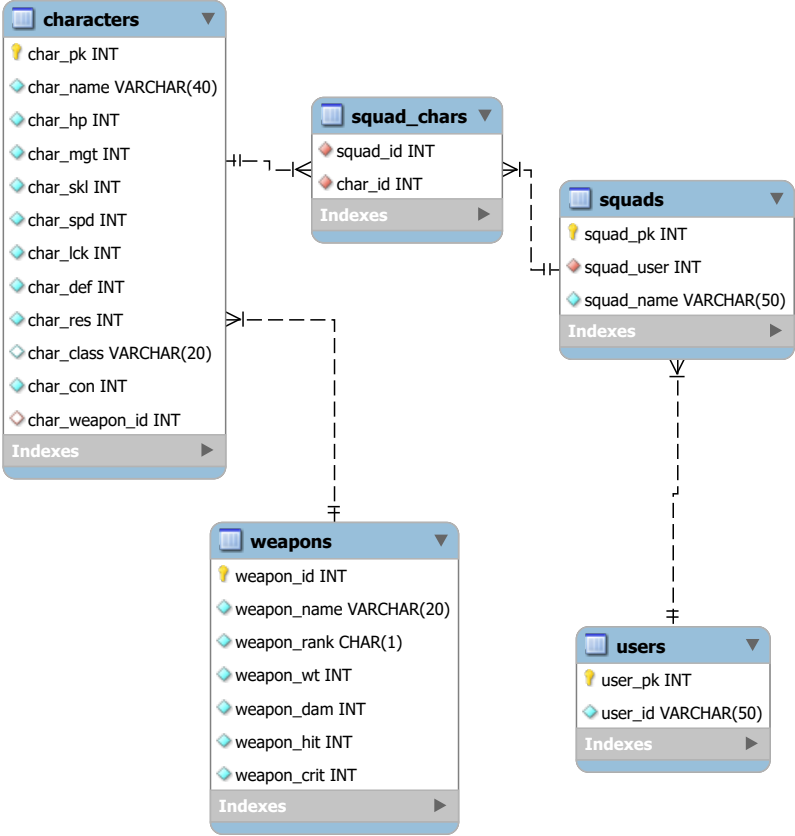 characters
char_pk INT
char_name VARCHAR(40)
char_hp INT
char_mgt INT
char_skl INT
char_spd INT
char_lck INT
char_def INT
char_res INT
char_class VARCHAR(20)
char_con INT
char_weapon_id INT
Indexes
squad_chars
squad_id INT
char_id INT
Indexes
squads
squad_pk INT
squad_user INT
squad_name VARCHAR(50)
Indexes
weapons
weapon_id INT
weapon_name VARCHAR(20)
weapon_rank CHAR(1)
weapon_wt INT
weapon_dam INT
weapon_hit INT
weapon_crit INT
Indexes
users
user_pk INT
user_id VARCHAR(50)
Indexes